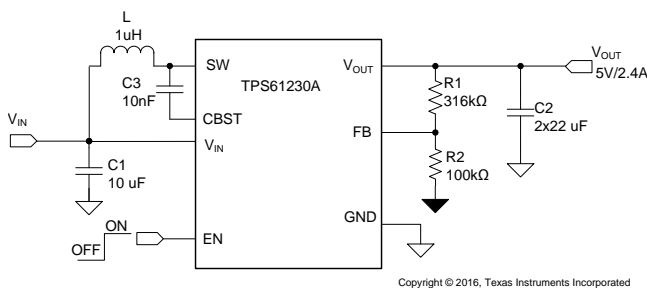 L
1uH
SW
TPS61230A
VOUT
VOUT
5V/2.4A
C3
10nF
R1
316kΩ
C2
2x22 uF
CBST
VIN
VIN
FB
C1
10 uF
R2
100kΩ
GND
ON
OFF
EN
Copyright © 2016, Texas Instruments Incorporated